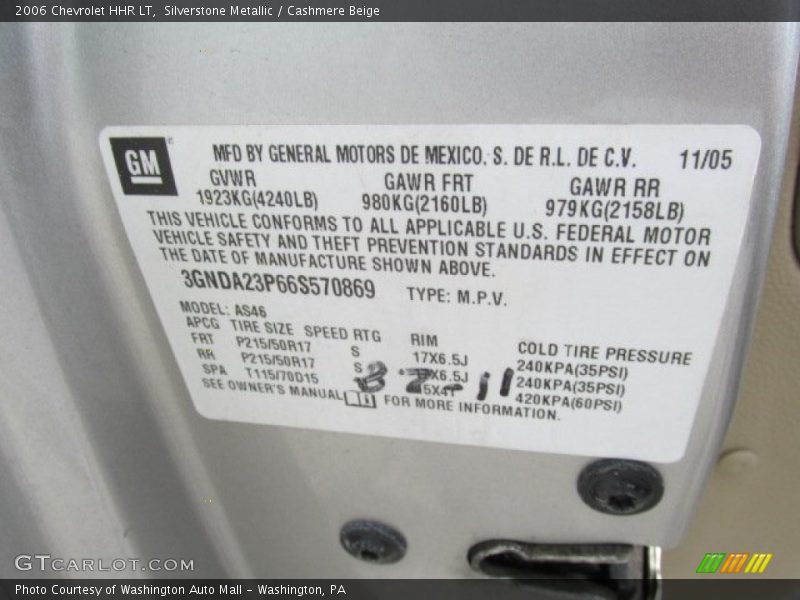 2006 Chevrolet HHR LT, Silverstone Metallic / Cashmere Beige
GM
MFD BY GENERAL MOTORS DE MEXICO. S. DE R.L. DE C.V. 11/05
GVWR GAWR FRT GAWR RR
1923KG(4240LB) 980KG(2160LB) 979KG(2158LB)
THIS VEHICLE CONFORMS TO ALL APPLICABLE U.S. FEDERAL MOTOR
VEHICLE SAFETY AND THEFT PREVENTION STANDARDS IN EFFECT ON
THE DATE OF MANUFACTURE SHOWN ABOVE.
3GNDA23P66S570869 TYPE: M.P.V.
MODEL: AS46
APCG TIRE SIZE SPEED RTG RIM COLD TIRE PRESSURE
FRT P215/50R17 S 17X6.5J 240KPA(35PSI)
RR P215/50R17 S X6.5J 240KPA(35PSI)
SPA T115/70D15 5X4T 420KPA(60PSI)
SEE OWNER'S MANUAL FOR MORE INFORMATION.
GTCARLOT.COM
Photo Courtesy of Washington Auto Mall - Washington, PA